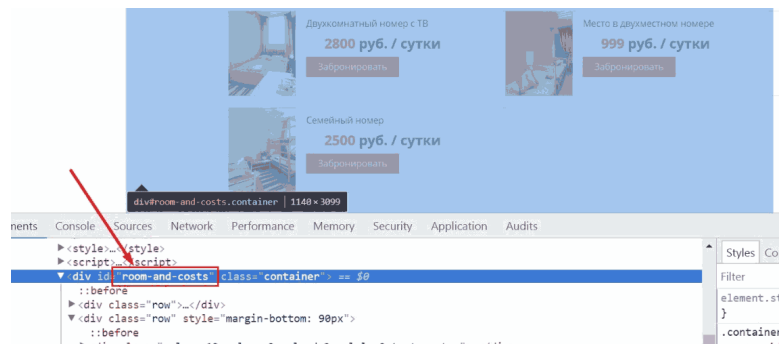 Двухкомнатный номер с ТВ
2800 руб. / сутки
Забронировать
Место в двухместном номере
999 руб. / сутки
Забронировать
Семейный номер
2500 руб. / сутки
Забронировать
div#room-and-costs.container | 1140 × 3099
nents Console Sources Network Performance Memory Security Application Audits
▶<style>…</style>
▶<script>…</script>
▼<div id="room-and-costs" class="container"> == $0
::before
▶<div class="row">…</div>
▼<div class="row" style="margin-bottom: 90px">
::before
Styles Co
Filter
element.st
}
.container